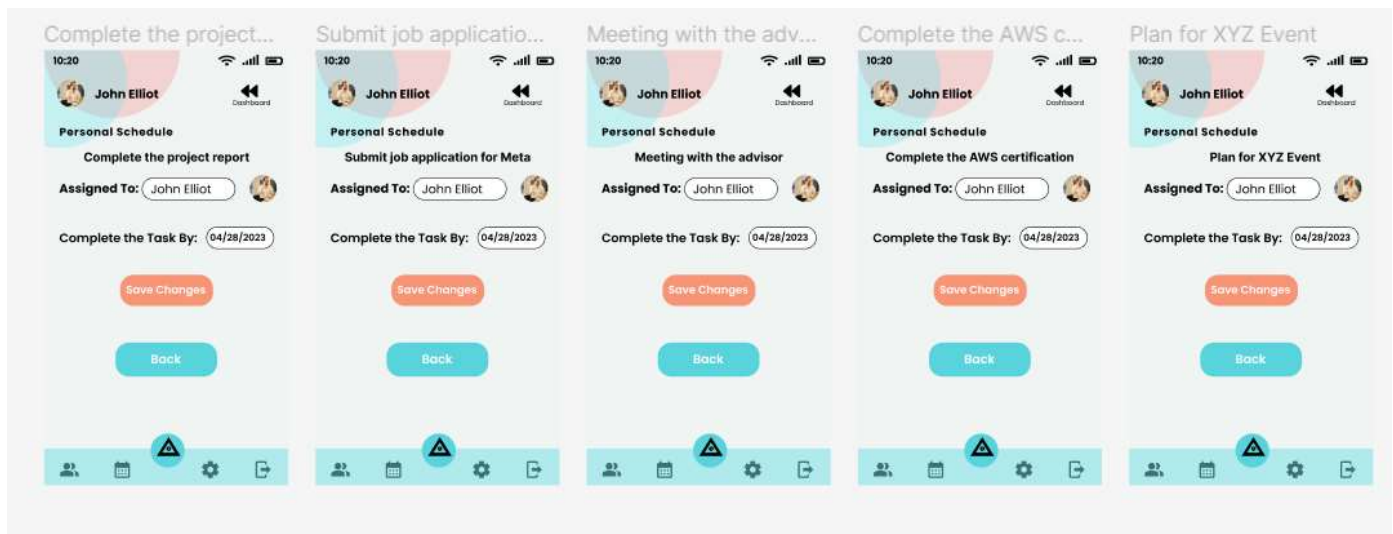 Complete the project...
10:20
John Elliot
Dashboard
Personal Schedule
Complete the project report
Assigned To: John Elliot
Complete the Task By: 04/28/2023
Save Changes
Back
Submit job applicatio...
10:20
John Elliot
Dashboard
Personal Schedule
Submit job application for Meta
Assigned To: John Elliot
Complete the Task By: 04/28/2023
Save Changes
Back
Meeting with the adv...
10:20
John Elliot
Dashboard
Personal Schedule
Meeting with the advisor
Assigned To: John Elliot
Complete the Task By: 04/28/2023
Save Changes
Back
Complete the AWS c...
10:20
John Elliot
Dashboard
Personal Schedule
Complete the AWS certification
Assigned To: John Elliot
Complete the Task By: 04/28/2023
Save Changes
Back
Plan for XYZ Event
10:20
John Elliot
Dashboard
Personal Schedule
Plan for XYZ Event
Assigned To: John Elliot
Complete the Task By: 04/28/2023
Save Changes
Back